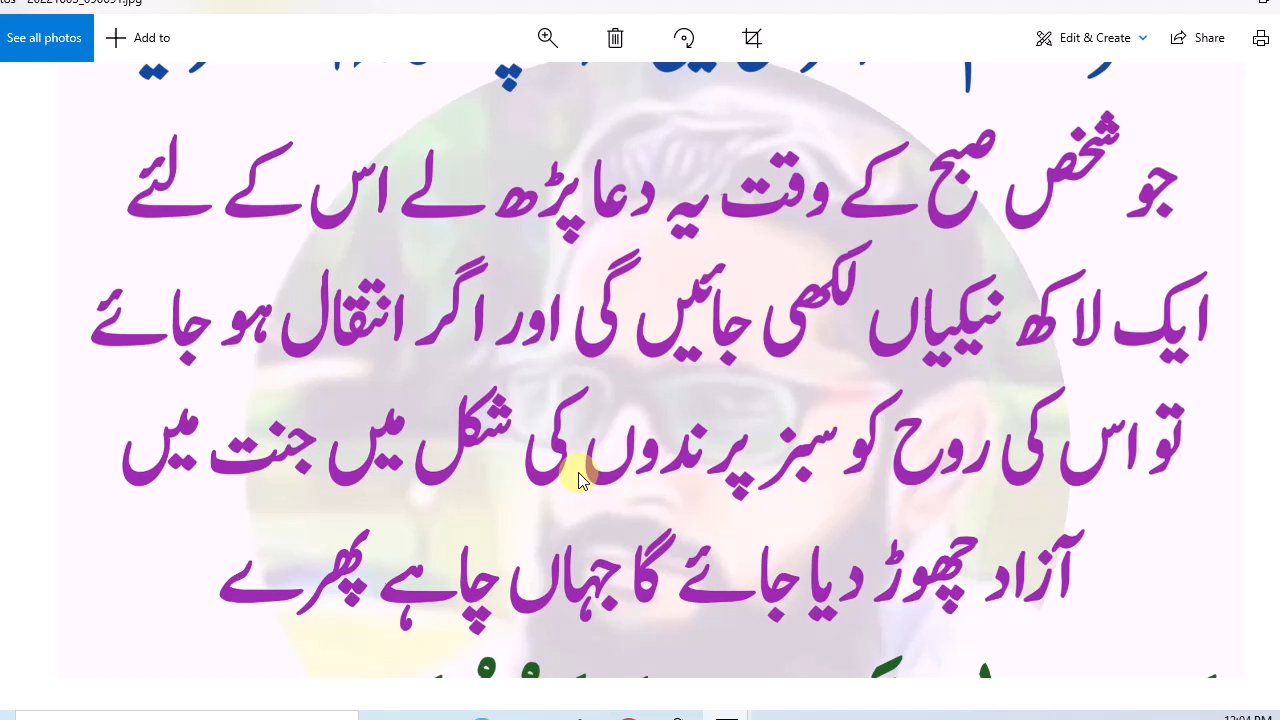 See all photos Add to Edit & Create Share
جو شخص صبح کے وقت یہ دعا پڑھ لے اس کے لئے
ایک لاکھ نیکیاں لکھی جائیں گی اور اگر انتقال ہو جائے
تو اس کی روح کو سبز پرندوں کی شکل میں جنت میں
آزاد چھوڑ دیا جائے گا جہاں چاہے پھرے